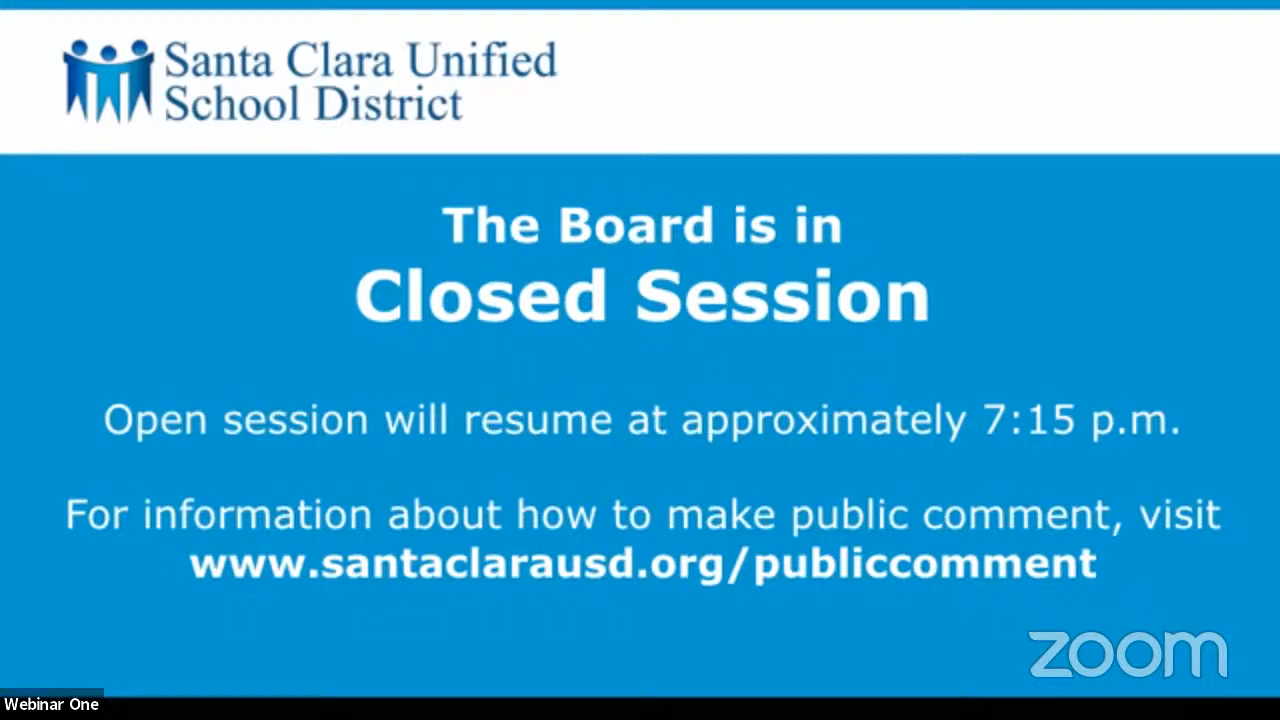 Santa Clara Unified
School District
The Board is in
Closed Session
Open session will resume at approximately 7:15 p.m.
For information about how to make public comment, visit
www.santaclarausd.org/publiccomment
zoom
Webinar One